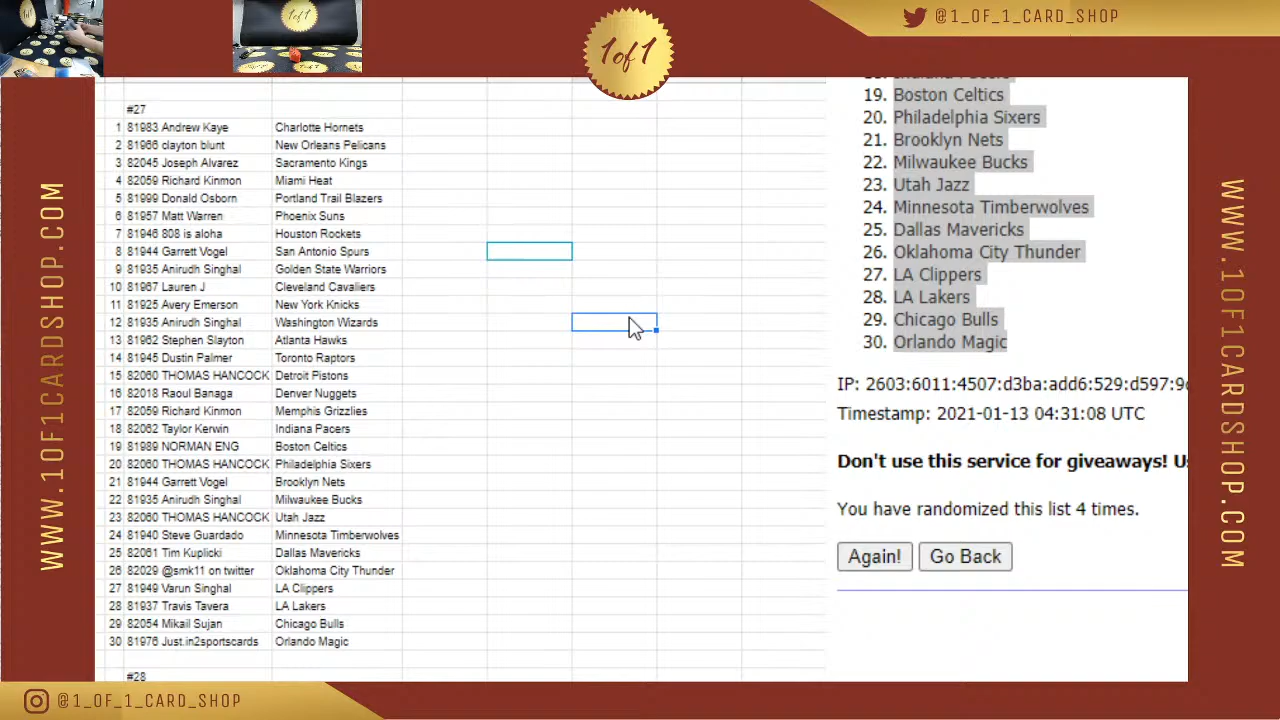 1of1
@1_OF_1_CARD_SHOP
WWW.1OF1CARDSHOP.COM
#27
1 81983 Andrew Kaye Charlotte Hornets
2 81966 clayton blunt New Orleans Pelicans
3 82045 Joseph Alvarez Sacramento Kings
4 82059 Richard Kinmon Miami Heat
5 81999 Donald Osborn Portland Trail Blazers
6 81957 Matt Warren Phoenix Suns
7 81946 808 is aloha Houston Rockets
8 81944 Garrett Vogel San Antonio Spurs
9 81935 Anirudh Singhal Golden State Warriors
10 81967 Lauren J Cleveland Cavaliers
11 81925 Avery Emerson New York Knicks
12 81935 Anirudh Singhal Washington Wizards
13 81962 Stephen Slayton Atlanta Hawks
14 81945 Dustin Palmer Toronto Raptors
15 82060 THOMAS HANCOCK Detroit Pistons
16 82018 Raoul Banaga Denver Nuggets
17 82059 Richard Kinmon Memphis Grizzlies
18 82062 Taylor Kerwin Indiana Pacers
19 81989 NORMAN ENG Boston Celtics
20 82060 THOMAS HANCOCK Philadelphia Sixers
21 81944 Garrett Vogel Brooklyn Nets
22 81935 Anirudh Singhal Milwaukee Bucks
23 82060 THOMAS HANCOCK Utah Jazz
24 81940 Steve Guardado Minnesota Timberwolves
25 82061 Tim Kuplicki Dallas Mavericks
26 82029 @smk11 on twitter Oklahoma City Thunder
27 81949 Varun Singhal LA Clippers
28 81937 Travis Tavera LA Lakers
29 82054 Mikail Sujan Chicago Bulls
30 81976 Just.in2sportscards Orlando Magic
#28
19. Boston Celtics
20. Philadelphia Sixers
21. Brooklyn Nets
22. Milwaukee Bucks
23. Utah Jazz
24. Minnesota Timberwolves
25. Dallas Mavericks
26. Oklahoma City Thunder
27. LA Clippers
28. LA Lakers
29. Chicago Bulls
30. Orlando Magic
IP: 2603:6011:4507:d3ba:add6:529:d597:9
Timestamp: 2021-01-13 04:31:08 UTC
Don't use this service for giveaways!
You have randomized this list 4 times.
Again! Go Back
WWW.1OF1CARDSHOP.COM
@1_OF_1_CARD_SHOP